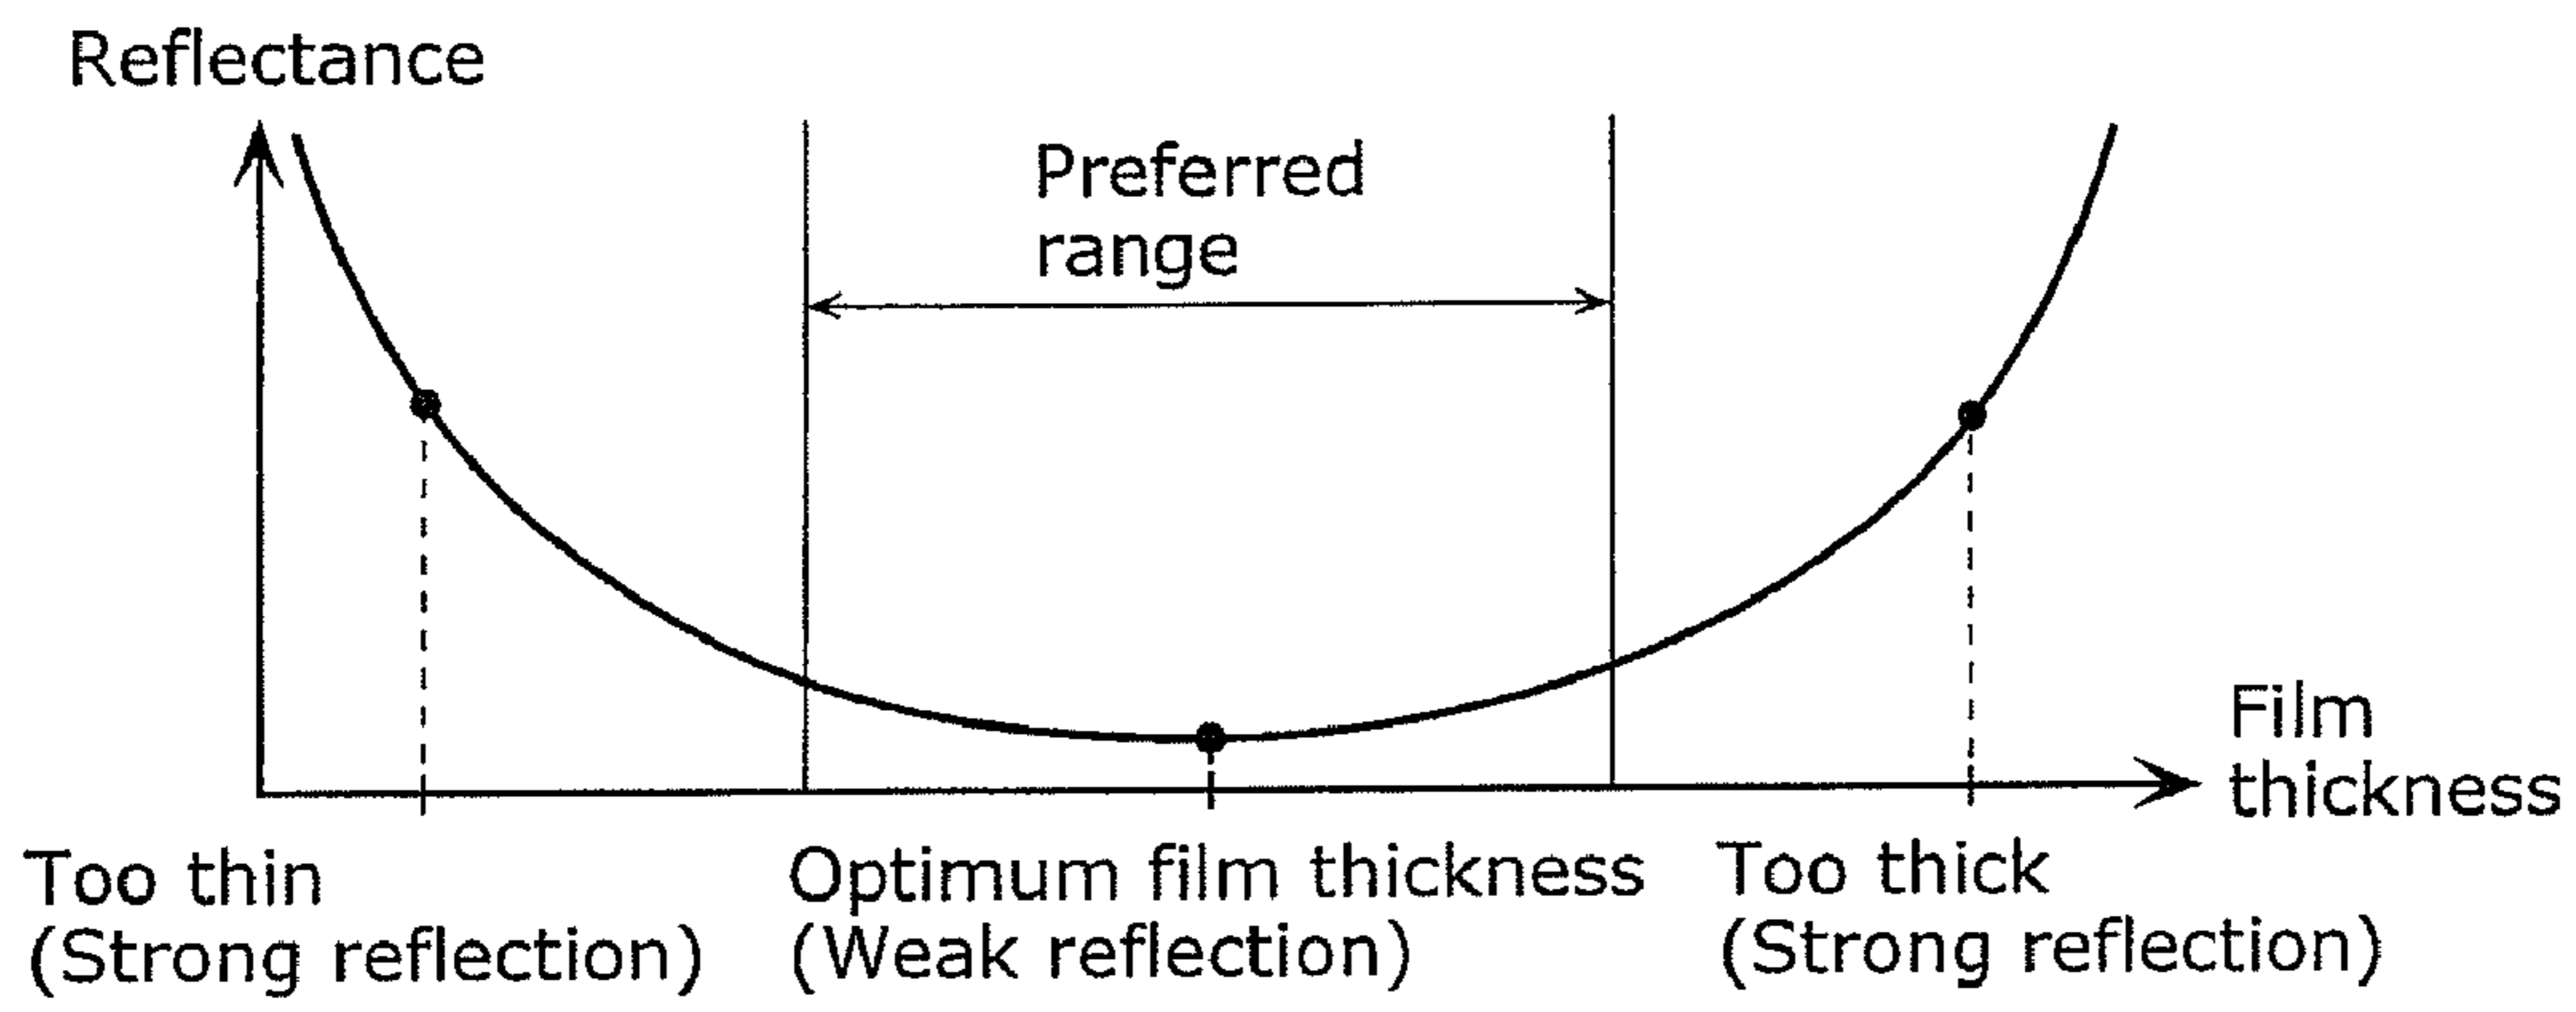 Reflectance
Preferred
range
Film
thickness
Too thin
(Strong reflection)
Optimum film thickness
(Weak reflection)
Too thick
(Strong reflection)